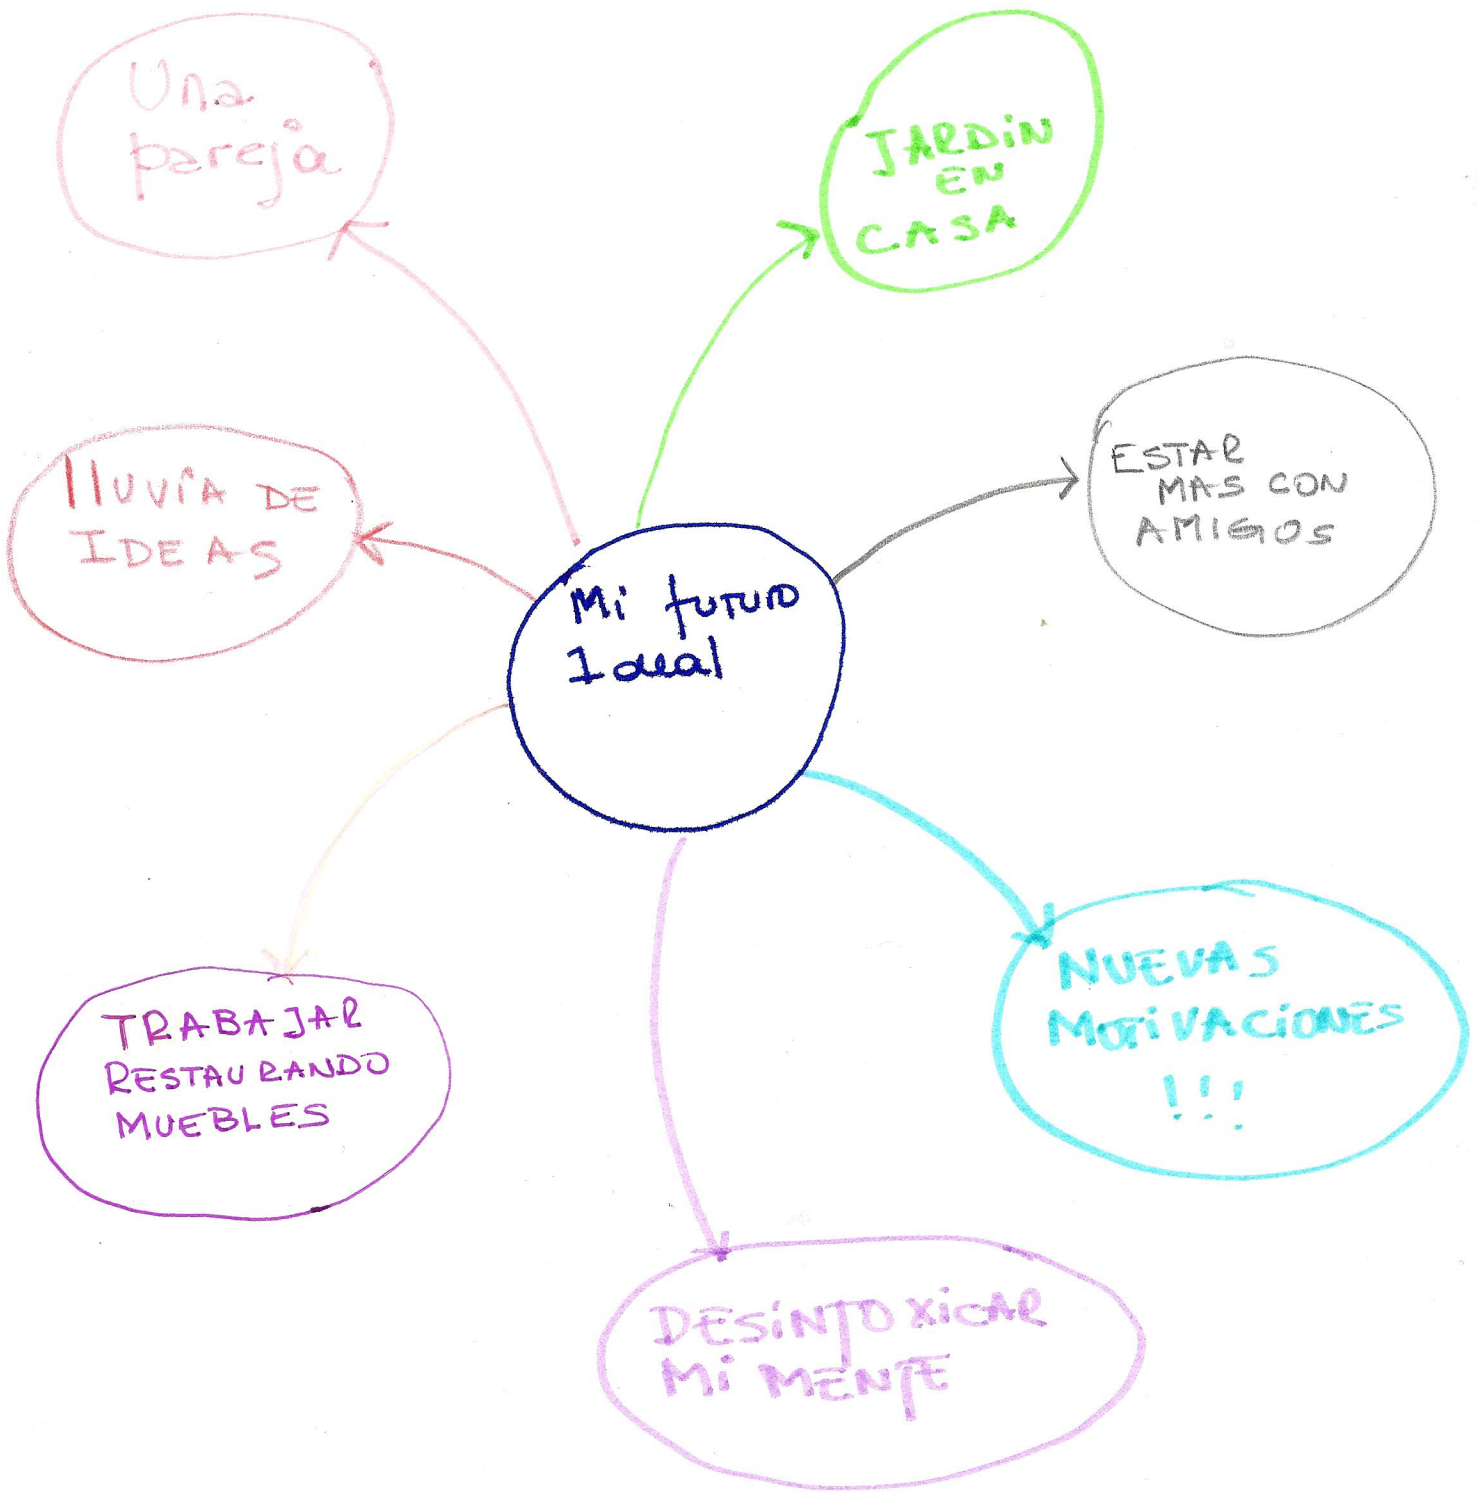 Una
pareja
JARDiN
EN
CASA
lluvia DE
IDEAS
ESTAR
MAS CON
AMIGOS
Mi futuro
Ideal
TRABAJAR
RESTAURANDO
MUEBLES
NUEVAS
MOTiVACiONES
!!!
DESiNTOXiCAR
Mi MENTE